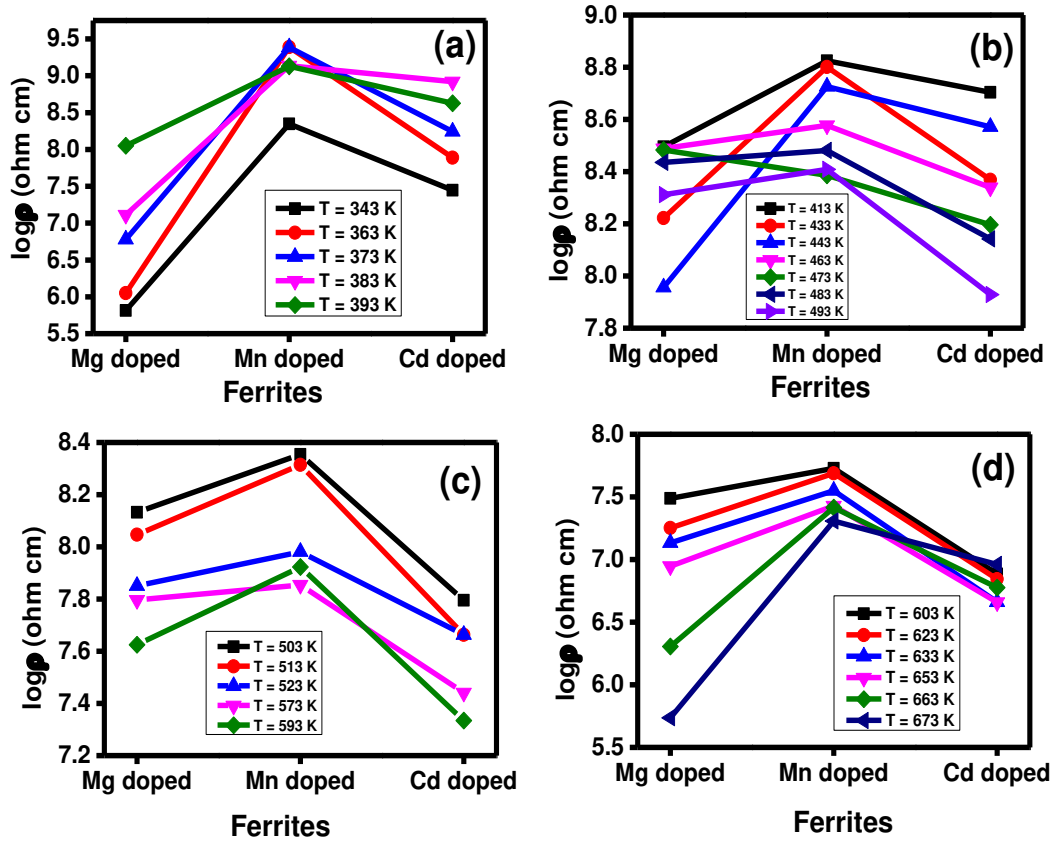 (a)
9.5
9.0
8.5
8.0
7.5
7.0
6.5
6.0
5.5
logρ (ohm cm)
T = 343 K
T = 363 K
T = 373 K
T = 383 K
T = 393 K
Mg doped Mn doped Cd doped
Ferrites
(b)
9.0
8.8
8.6
8.4
8.2
8.0
7.8
logρ (ohm cm)
T = 413 K
T = 433 K
T = 443 K
T = 463 K
T = 473 K
T = 483 K
T = 493 K
Mg doped Mn doped Cd doped
Ferrites
(c)
8.4
8.2
8.0
7.8
7.6
7.4
7.2
logρ (ohm cm)
T = 503 K
T = 513 K
T = 523 K
T = 573 K
T = 593 K
Mg doped Mn doped Cd doped
Ferrites
(d)
8.0
7.5
7.0
6.5
6.0
5.5
logρ (ohm cm)
T = 603 K
T = 623 K
T = 633 K
T = 653 K
T = 663 K
T = 673 K
Mg doped Mn doped Cd doped
Ferrites